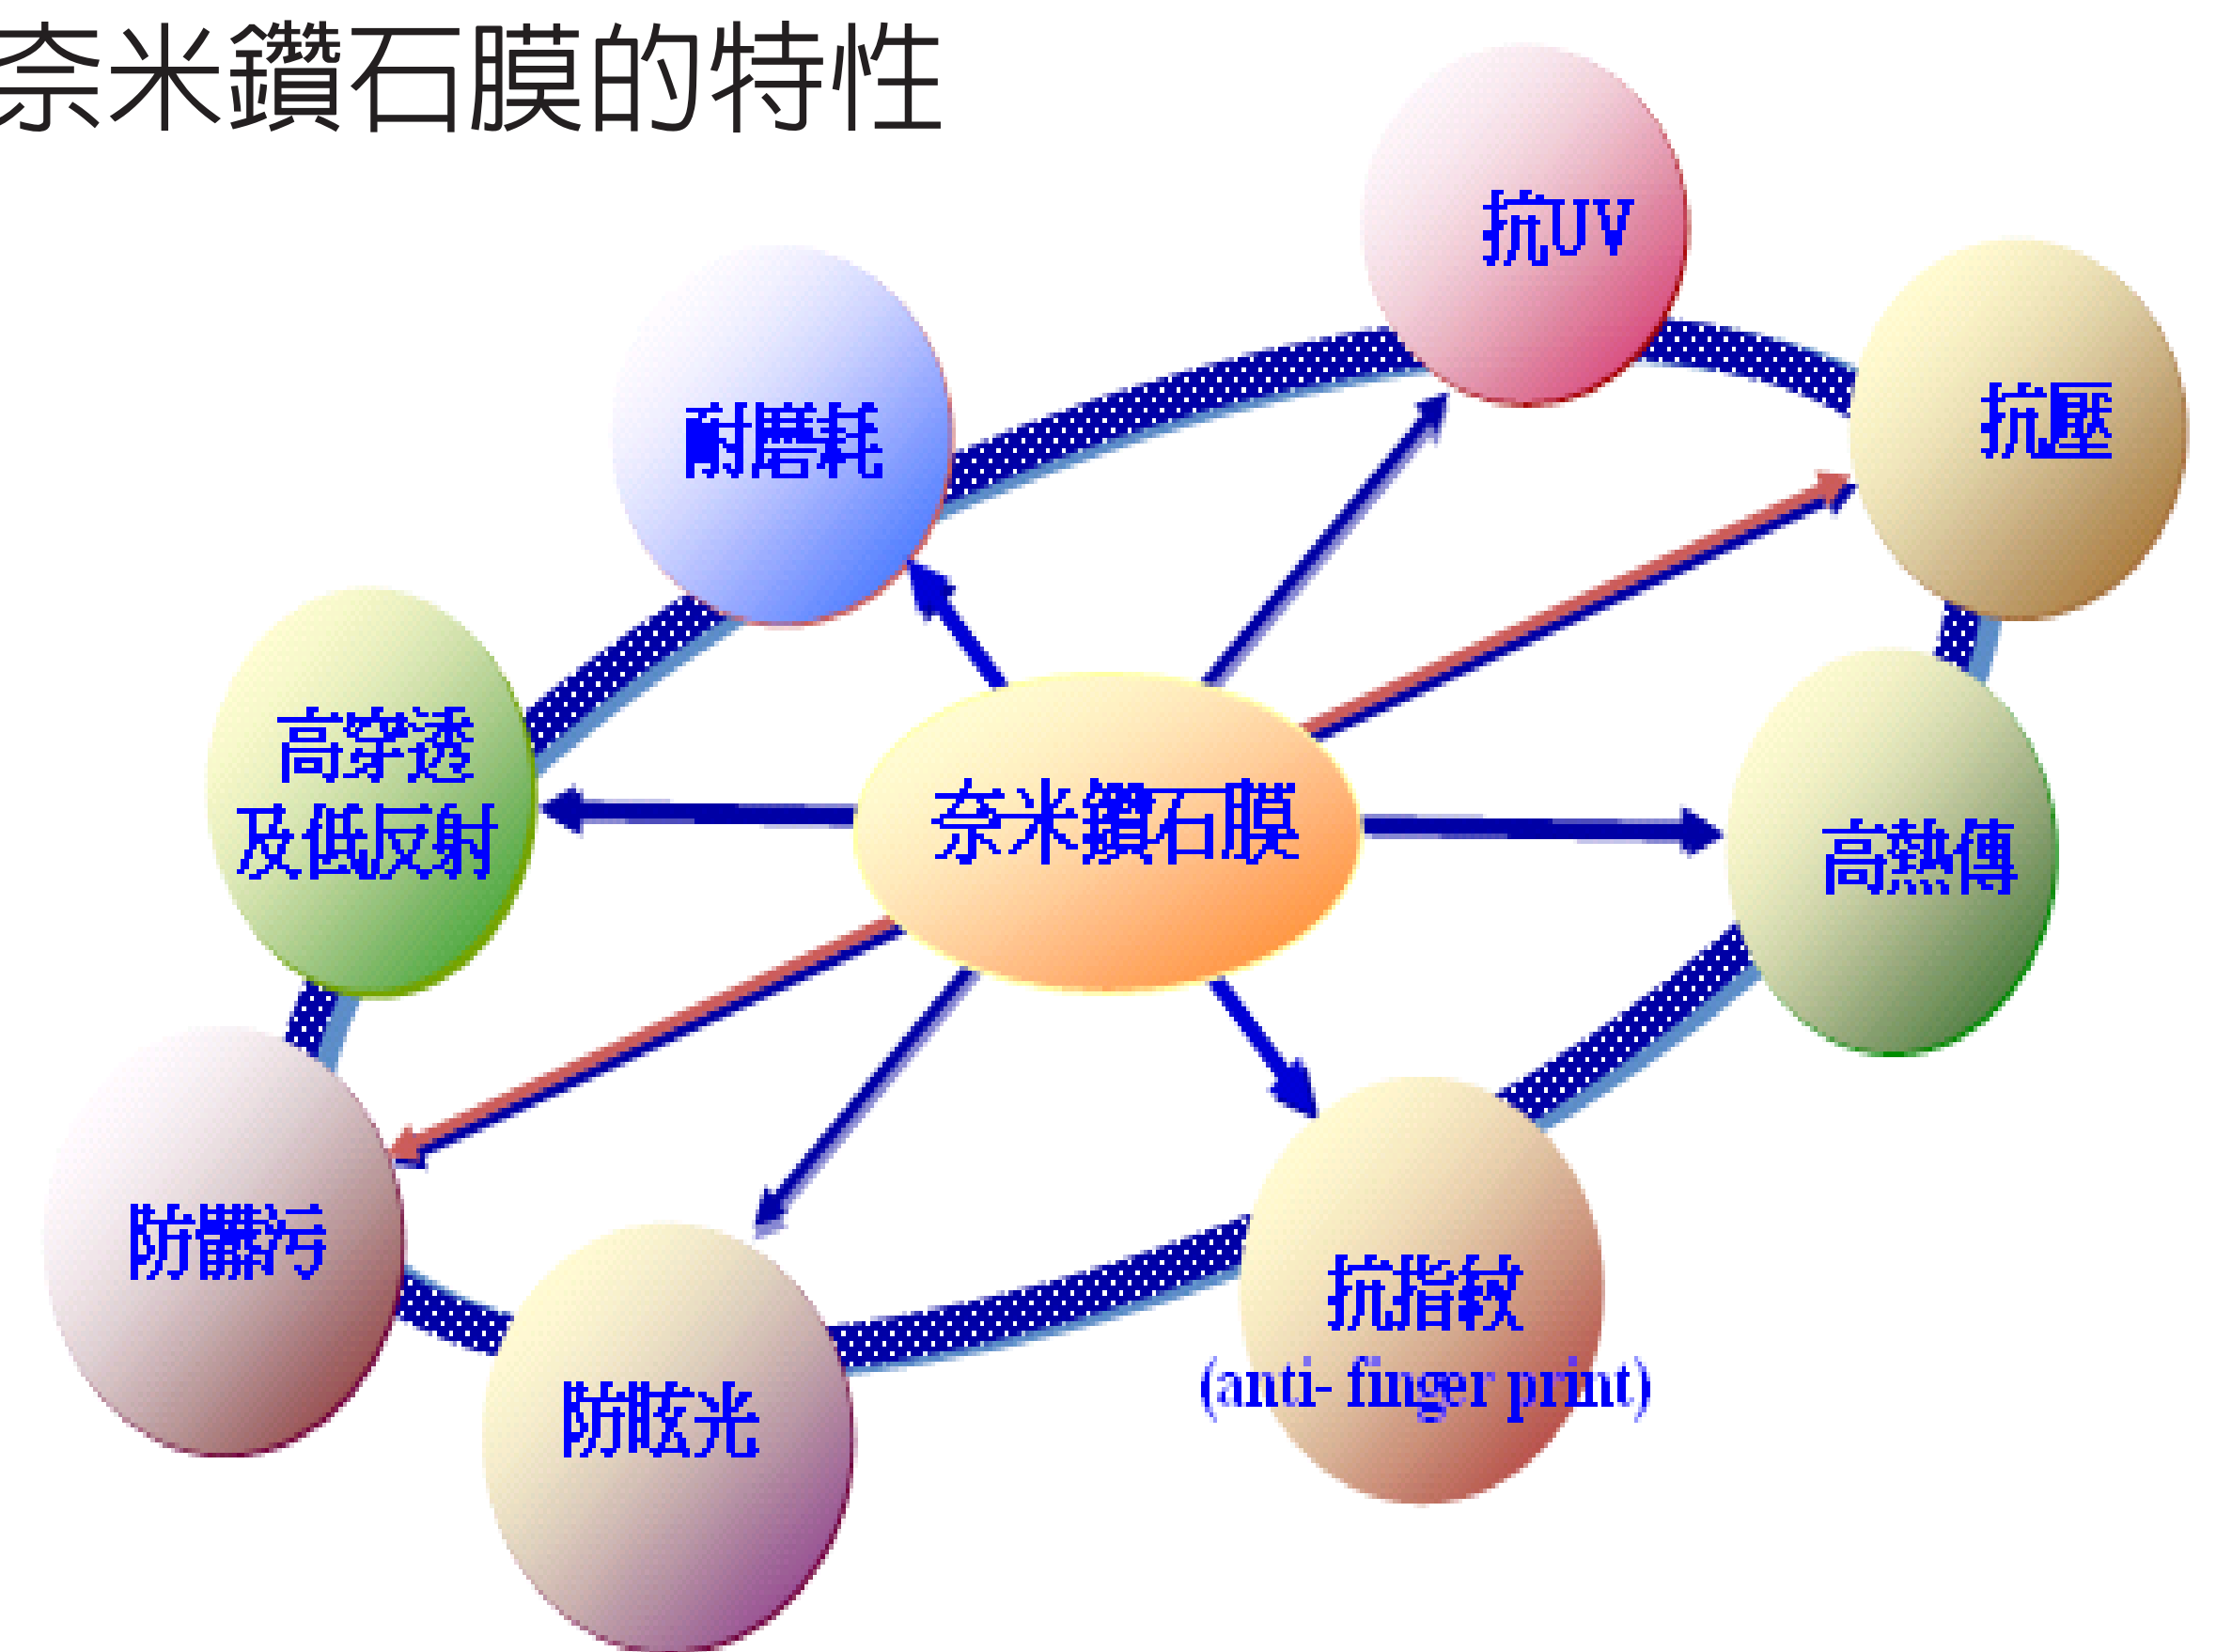 奈米鑽石膜的特性
抗UV
抗壓
耐磨耗
高穿透
及低反射
奈米鑽石膜
高熱傳
防髒污
抗指紋
(anti- finger print)
防眩光